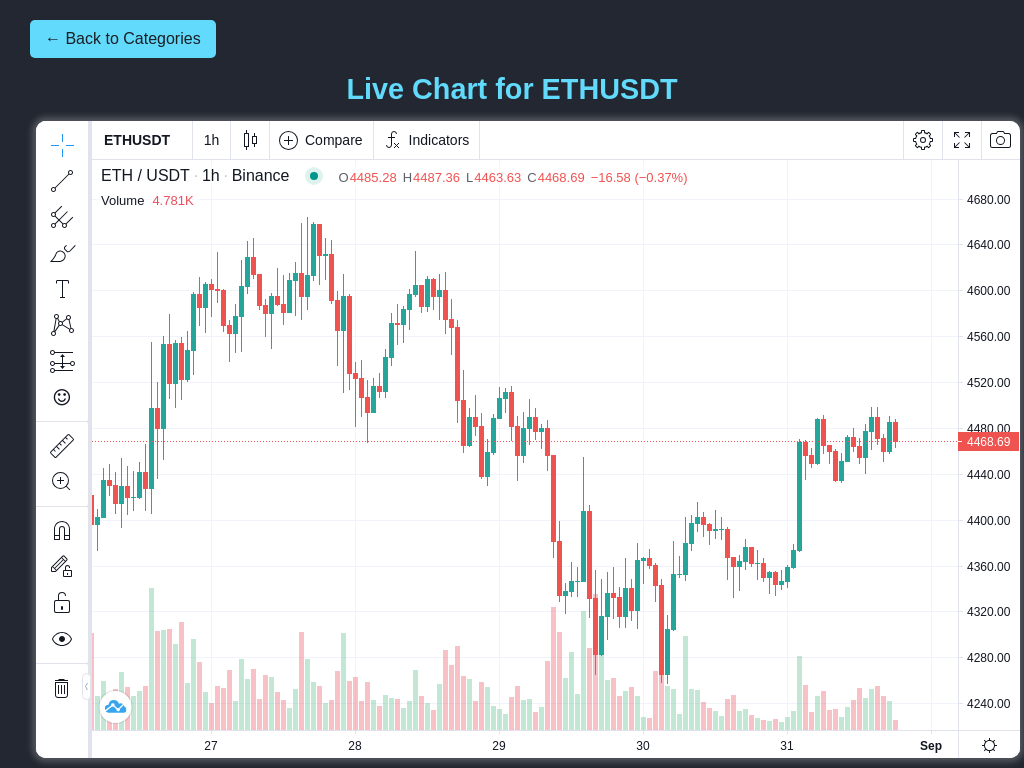 ← Back to Categories
Live Chart for ETHUSDT
ETHUSDT 1h Compare Indicators
ETH / USDT · 1h · Binance O4485.28 H4487.36 L4463.63 C4468.69 −16.58 (−0.37%)
Volume 4.781K
4680.00
4640.00
4600.00
4560.00
4520.00
4480.00
4468.69
4440.00
4400.00
4360.00
4320.00
4280.00
4240.00
27 28 29 30 31 Sep